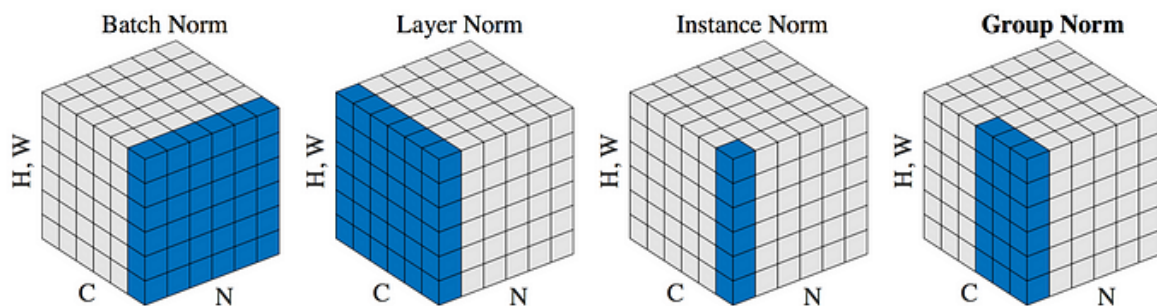 Batch Norm
Layer Norm
Instance Norm
Group Norm
H, W
H, W
H, W
H, W
C
N
C
N
C
N
C
N